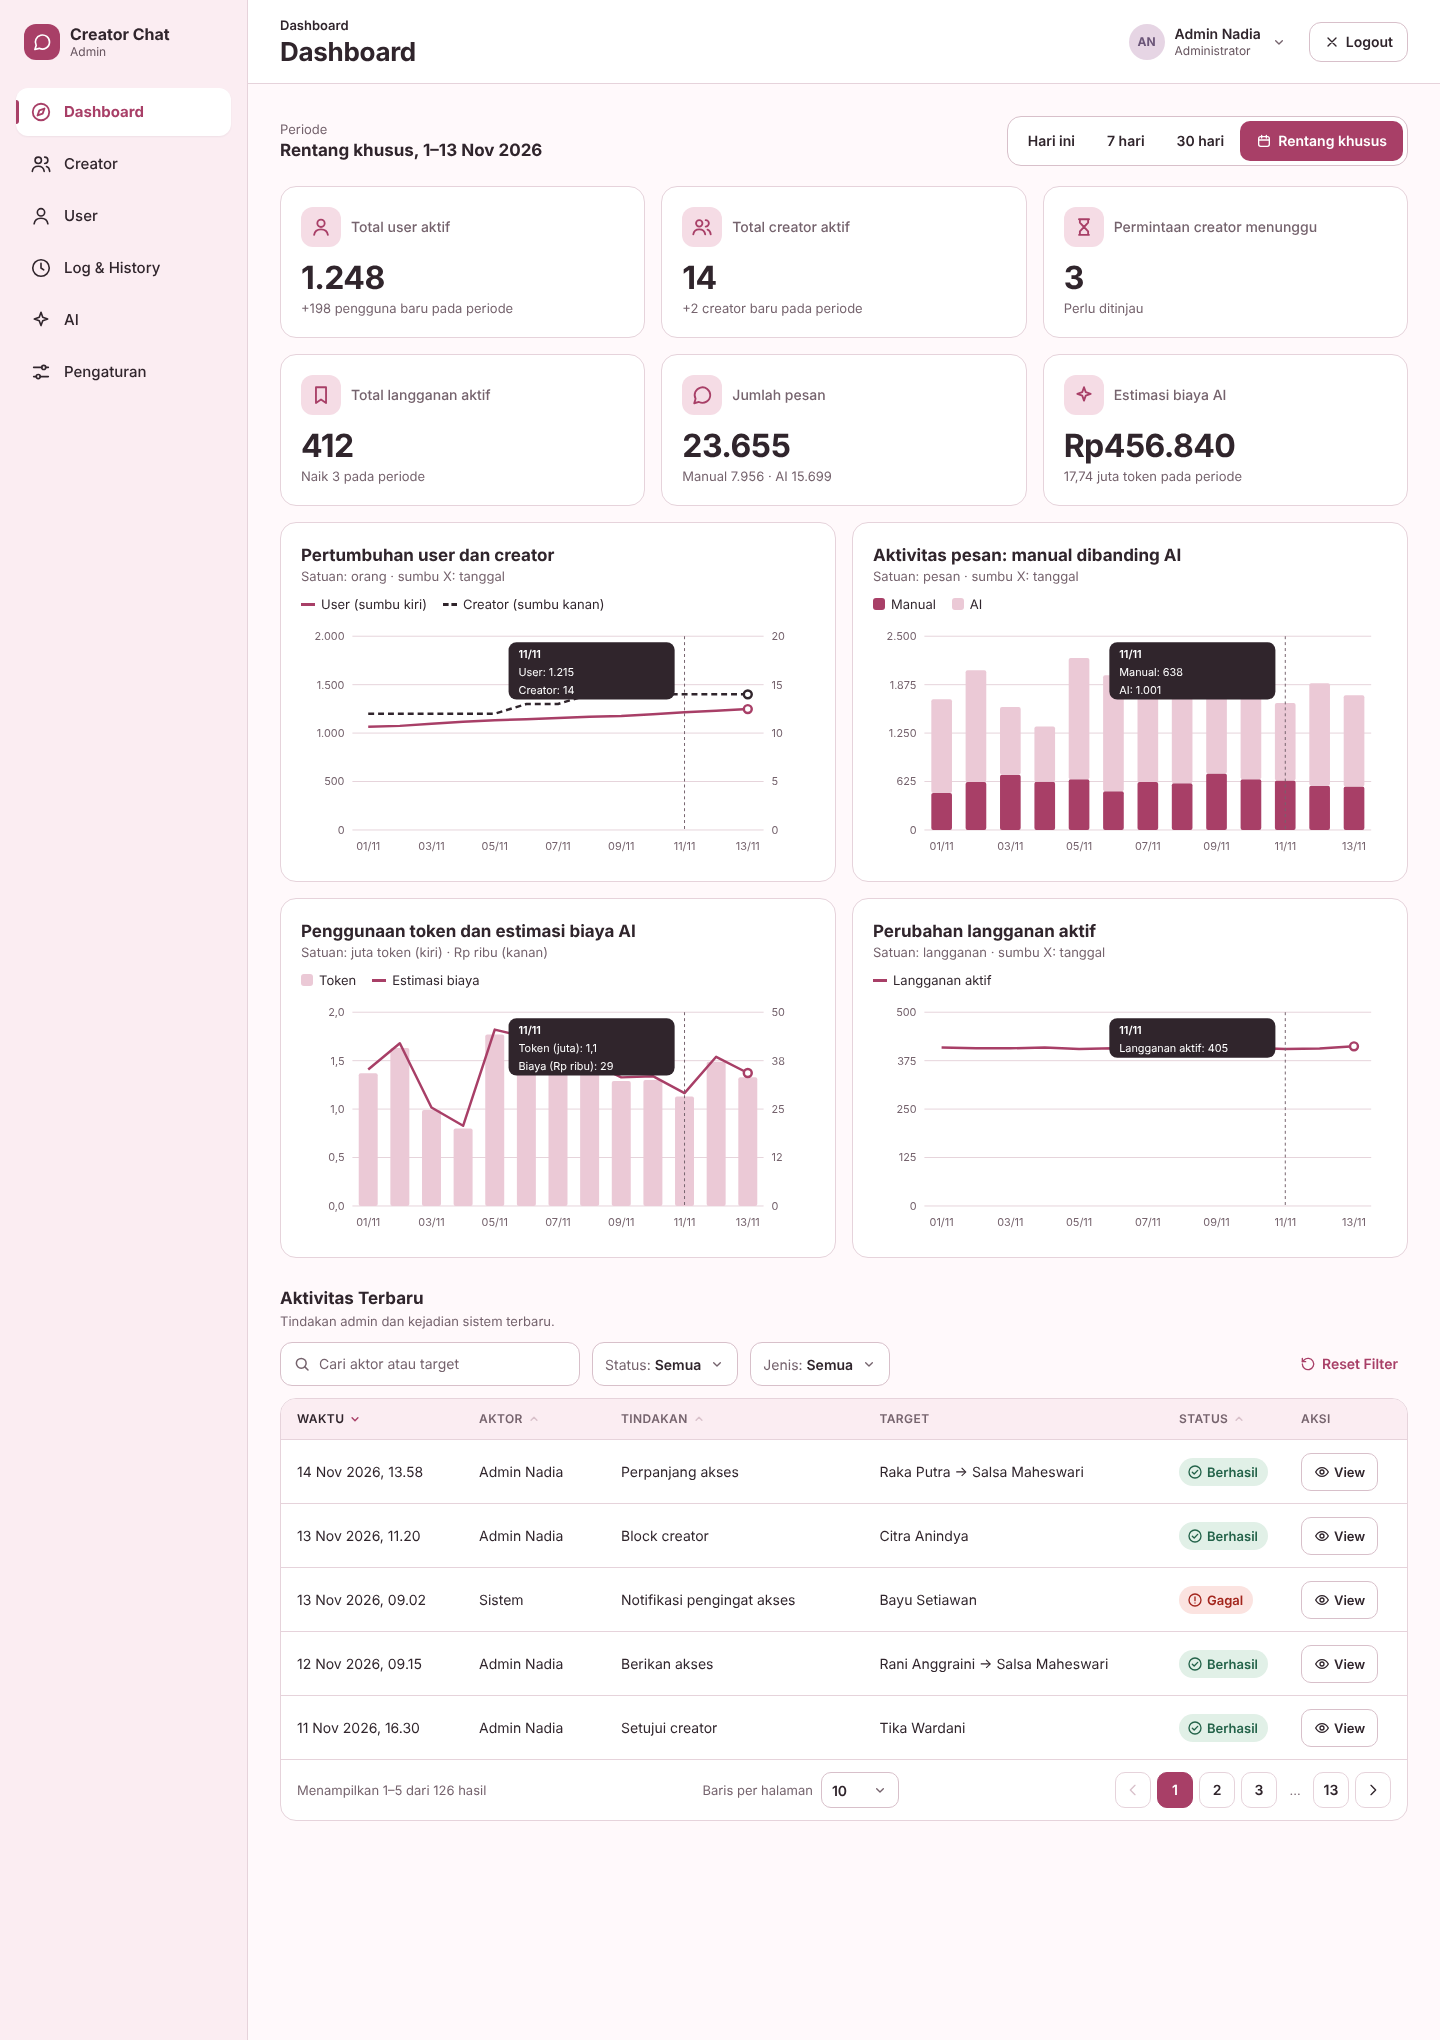 Creator Chat
Admin
Dashboard
Creator
User
Log & History
AI
Pengaturan
Dashboard
Dashboard
AN
Admin Nadia
Administrator
Logout
Periode
Rentang khusus, 1–13 Nov 2026
Hari ini 7 hari 30 hari Rentang khusus
Total user aktif
1.248
+198 pengguna baru pada periode
Total creator aktif
14
+2 creator baru pada periode
Permintaan creator menunggu
3
Perlu ditinjau
Total langganan aktif
412
Naik 3 pada periode
Jumlah pesan
23.655
Manual 7.956 · AI 15.699
Estimasi biaya AI
Rp456.840
17,74 juta token pada periode
Pertumbuhan user dan creator
Satuan: orang · sumbu X: tanggal
User (sumbu kiri) Creator (sumbu kanan)
2.000 20
1.500 15
1.000 10
500 5
0 0
11/11
User: 1.215
Creator: 14
01/11 03/11 05/11 07/11 09/11 11/11 13/11
Aktivitas pesan: manual dibanding AI
Satuan: pesan · sumbu X: tanggal
Manual AI
2.500
1.875
1.250
625
0
11/11
Manual: 638
AI: 1.001
01/11 03/11 05/11 07/11 09/11 11/11 13/11
Penggunaan token dan estimasi biaya AI
Satuan: juta token (kiri) · Rp ribu (kanan)
Token Estimasi biaya
2,0 50
1,5 38
1,0 25
0,5 12
0,0 0
11/11
Token (juta): 1,1
Biaya (Rp ribu): 29
01/11 03/11 05/11 07/11 09/11 11/11 13/11
Perubahan langganan aktif
Satuan: langganan · sumbu X: tanggal
Langganan aktif
500
375
250
125
0
11/11
Langganan aktif: 405
01/11 03/11 05/11 07/11 09/11 11/11 13/11
Aktivitas Terbaru
Tindakan admin dan kejadian sistem terbaru.
Cari aktor atau target Status: Semua Jenis: Semua Reset Filter
WAKTU AKTOR TINDAKAN TARGET STATUS AKSI
14 Nov 2026, 13.58 Admin Nadia Perpanjang akses Raka Putra → Salsa Maheswari Berhasil View
13 Nov 2026, 11.20 Admin Nadia Block creator Citra Anindya Berhasil View
13 Nov 2026, 09.02 Sistem Notifikasi pengingat akses Bayu Setiawan Gagal View
12 Nov 2026, 09.15 Admin Nadia Berikan akses Rani Anggraini → Salsa Maheswari Berhasil View
11 Nov 2026, 16.30 Admin Nadia Setujui creator Tika Wardani Berhasil View
Menampilkan 1–5 dari 126 hasil Baris per halaman 10 1 2 3 ... 13